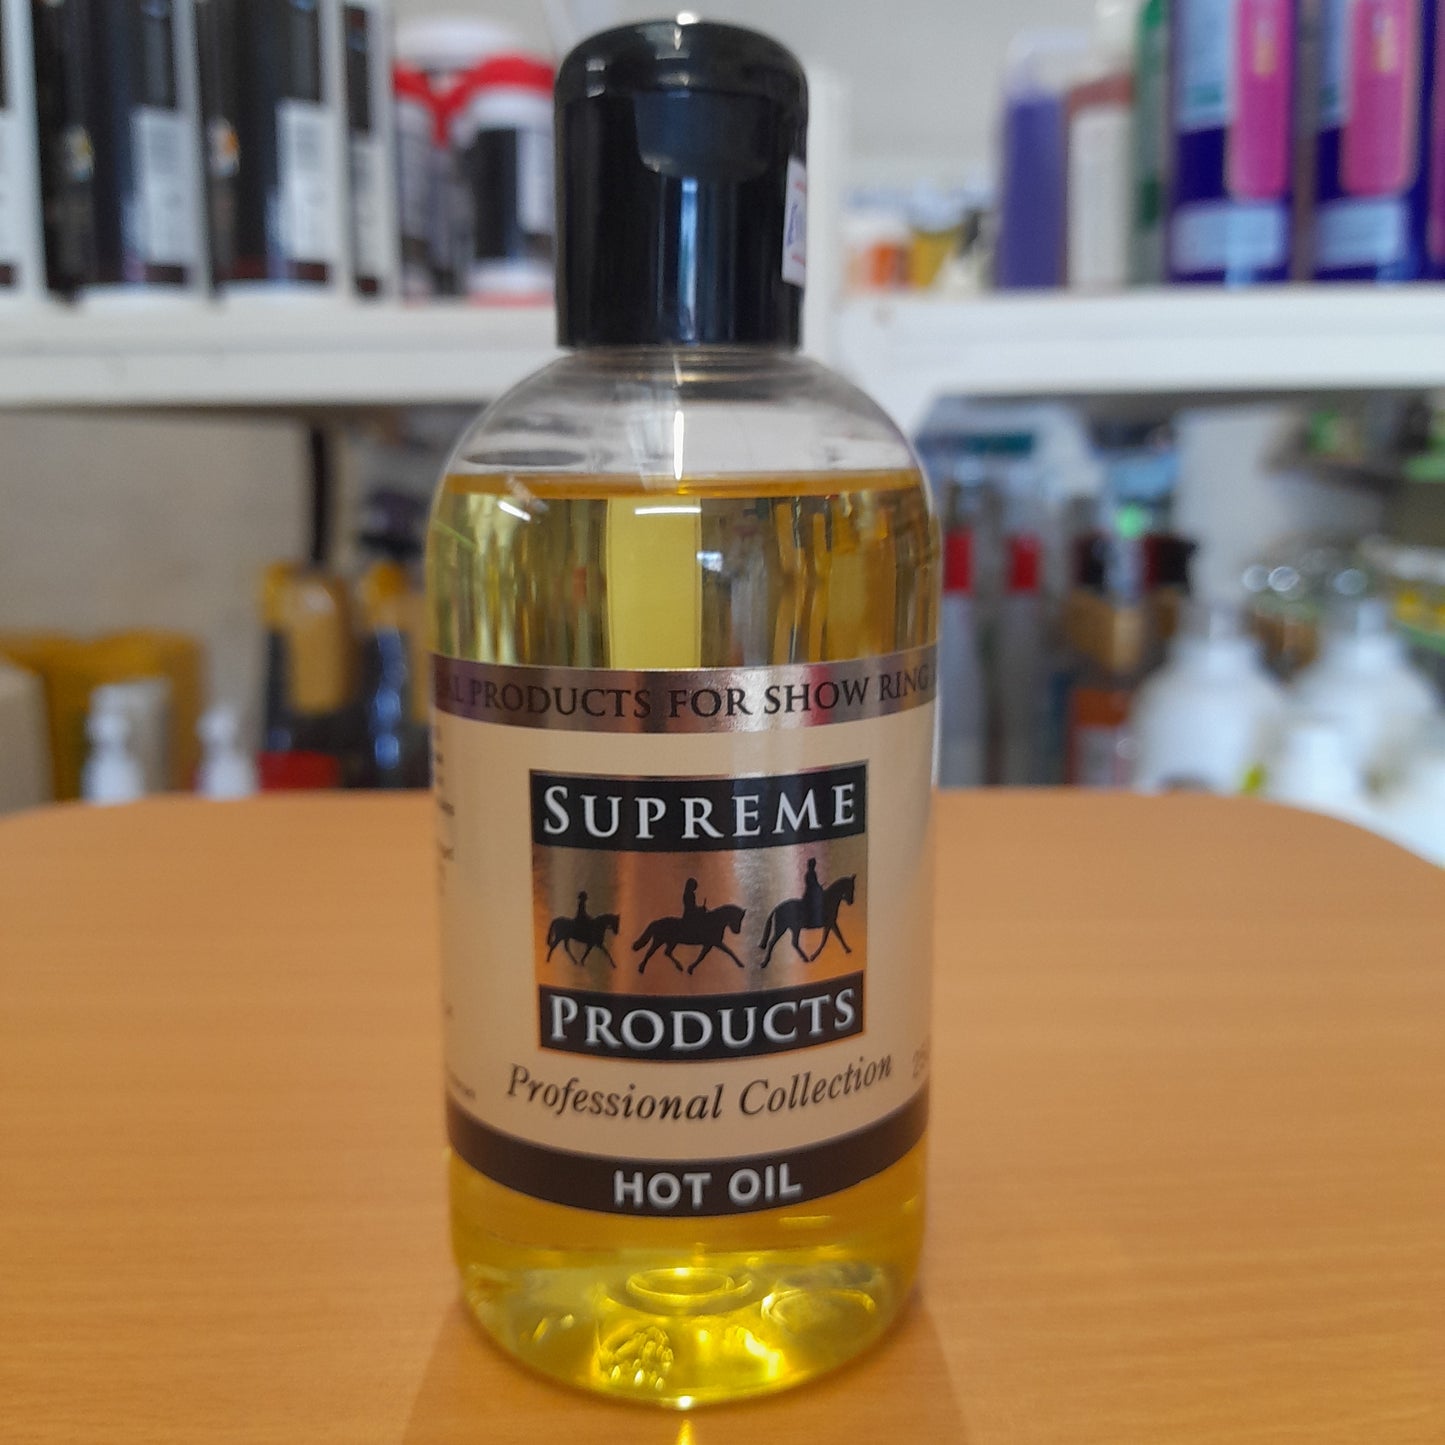 PRODUCTS FOR SHOW RING
SUPREME
PRODUCTS
Professional Collection
HOT OIL